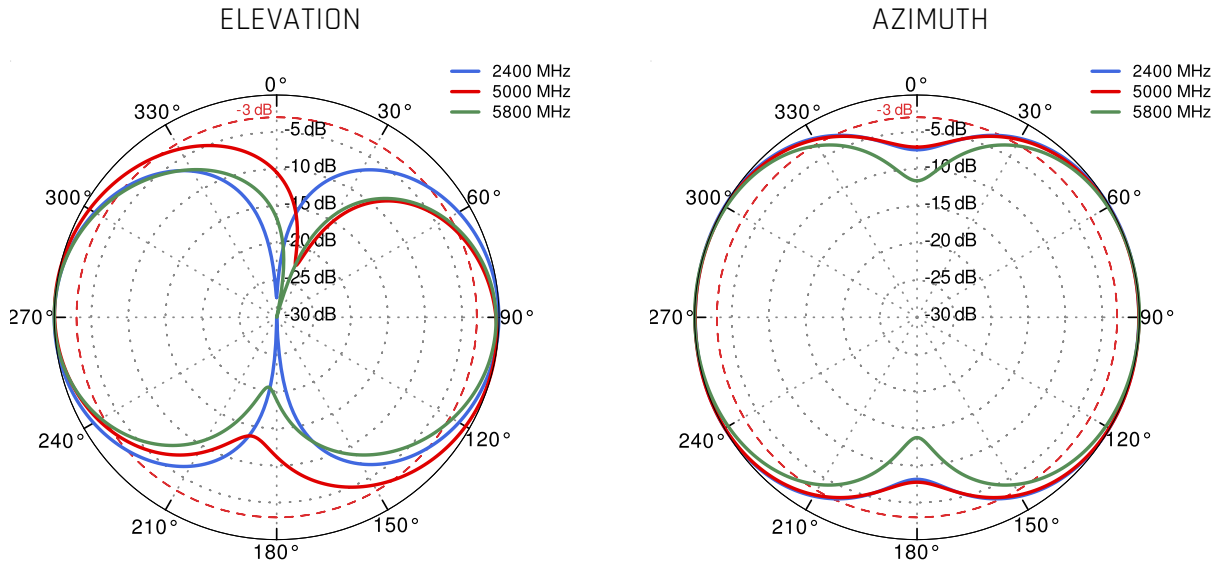 ELEVATION
2400 MHz
5000 MHz
5800 MHz
0°
330°
30°
-3 dB
-5 dB
-10 dB
300°
60°
-15 dB
-20 dB
-25 dB
-30 dB
270°
90°
240°
120°
210°
150°
180°
AZIMUTH
2400 MHz
5000 MHz
5800 MHz
0°
330°
30°
-3 dB
-5 dB
-10 dB
300°
60°
-15 dB
-20 dB
-25 dB
-30 dB
270°
90°
240°
120°
210°
150°
180°